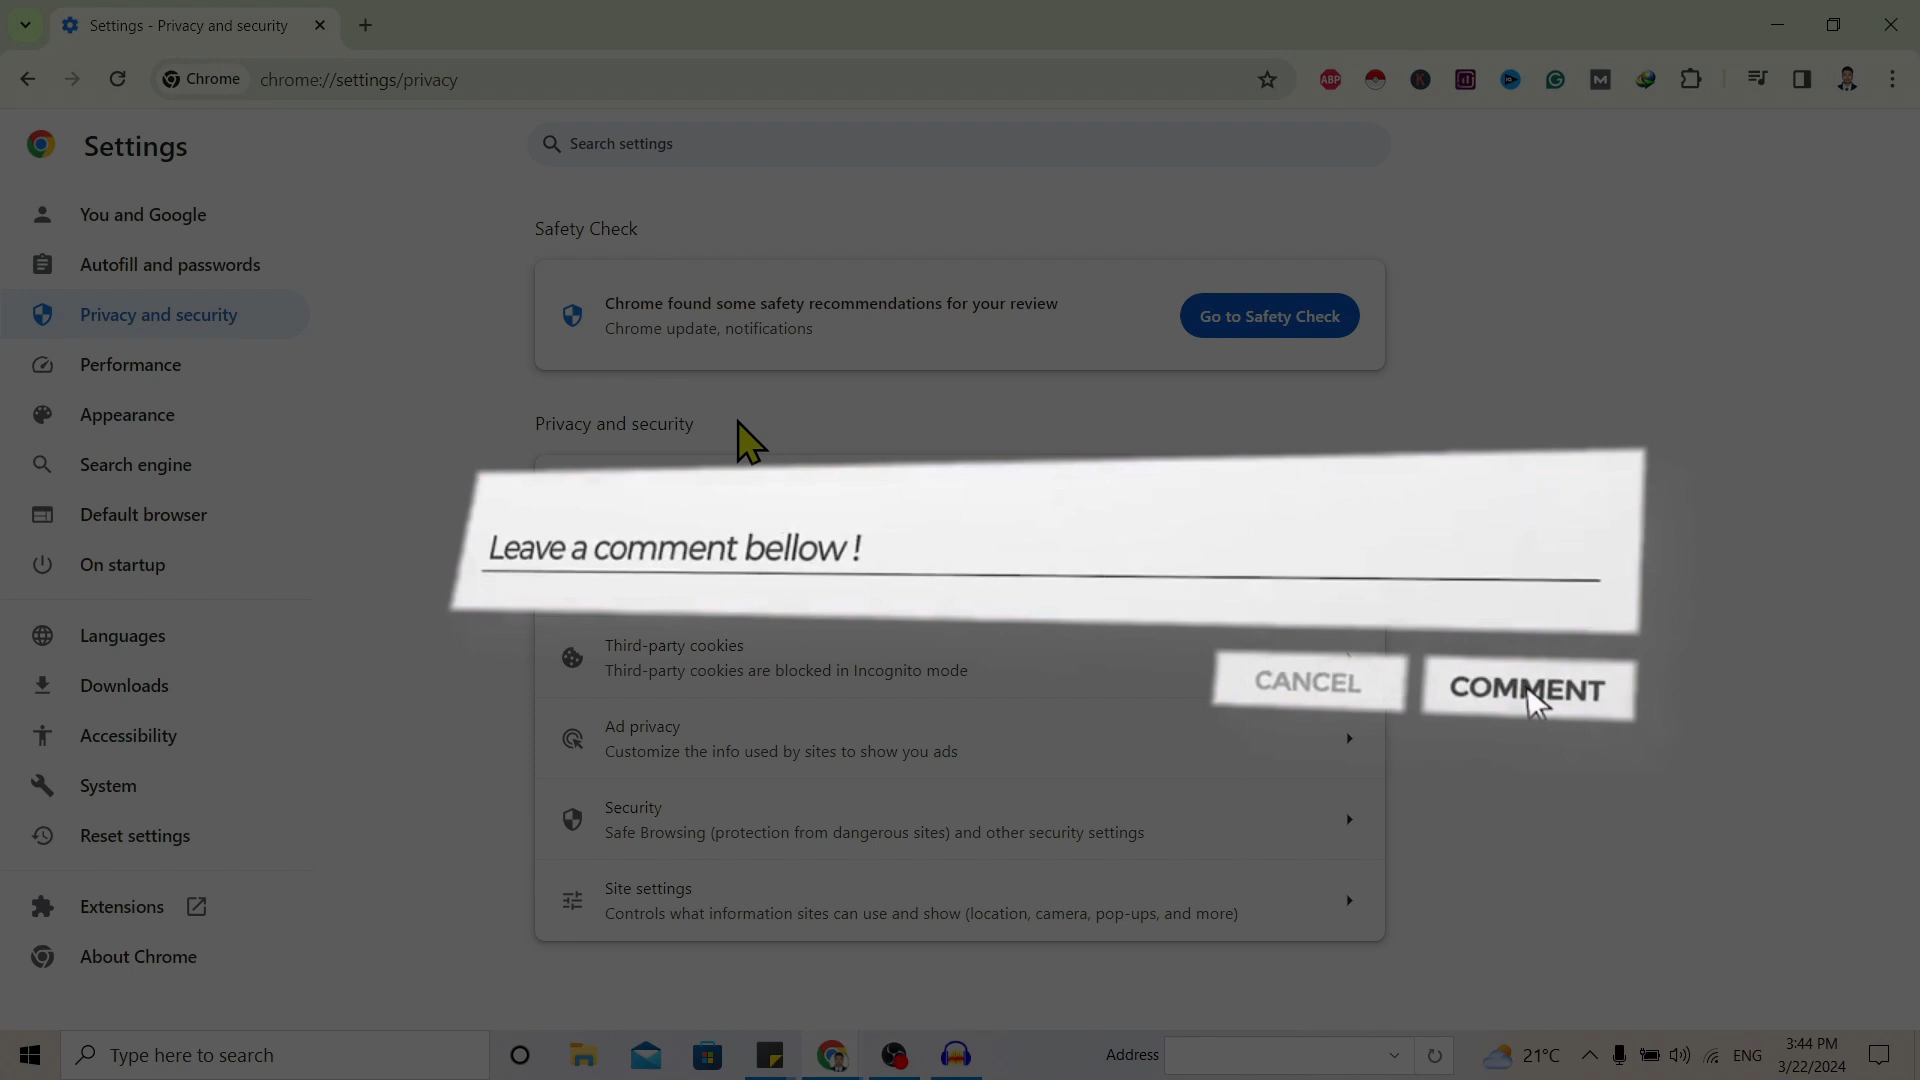 Settings - Privacy and security
Chrome
chrome://settings/privacy
ABP
K
M
Settings
Search settings
You and Google
Autofill and passwords
Privacy and security
Performance
Appearance
Search engine
Default browser
On startup
Languages
Downloads
Accessibility
System
Reset settings
Extensions
About Chrome
Safety Check
Chrome found some safety recommendations for your review
Chrome update, notifications
Go to Safety Check
Privacy and security
Leave a comment bellow !
CANCEL
COMMENT
Third-party cookies
Third-party cookies are blocked in Incognito mode
Ad privacy
Customize the info used by sites to show you ads
Security
Safe Browsing (protection from dangerous sites) and other security settings
Site settings
Controls what information sites can use and show (location, camera, pop-ups, and more)
Type here to search
Address
21°C
ENG
3:44 PM
3/22/2024